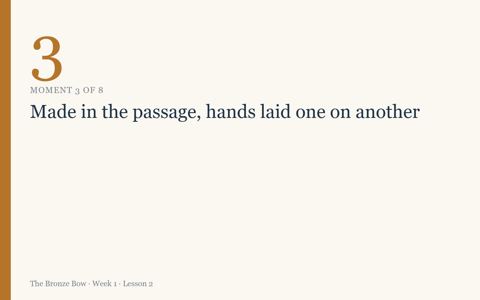 3
MOMENT 3 OF 8
Made in the passage, hands laid one on another
The Bronze Bow · Week 1 · Lesson 2